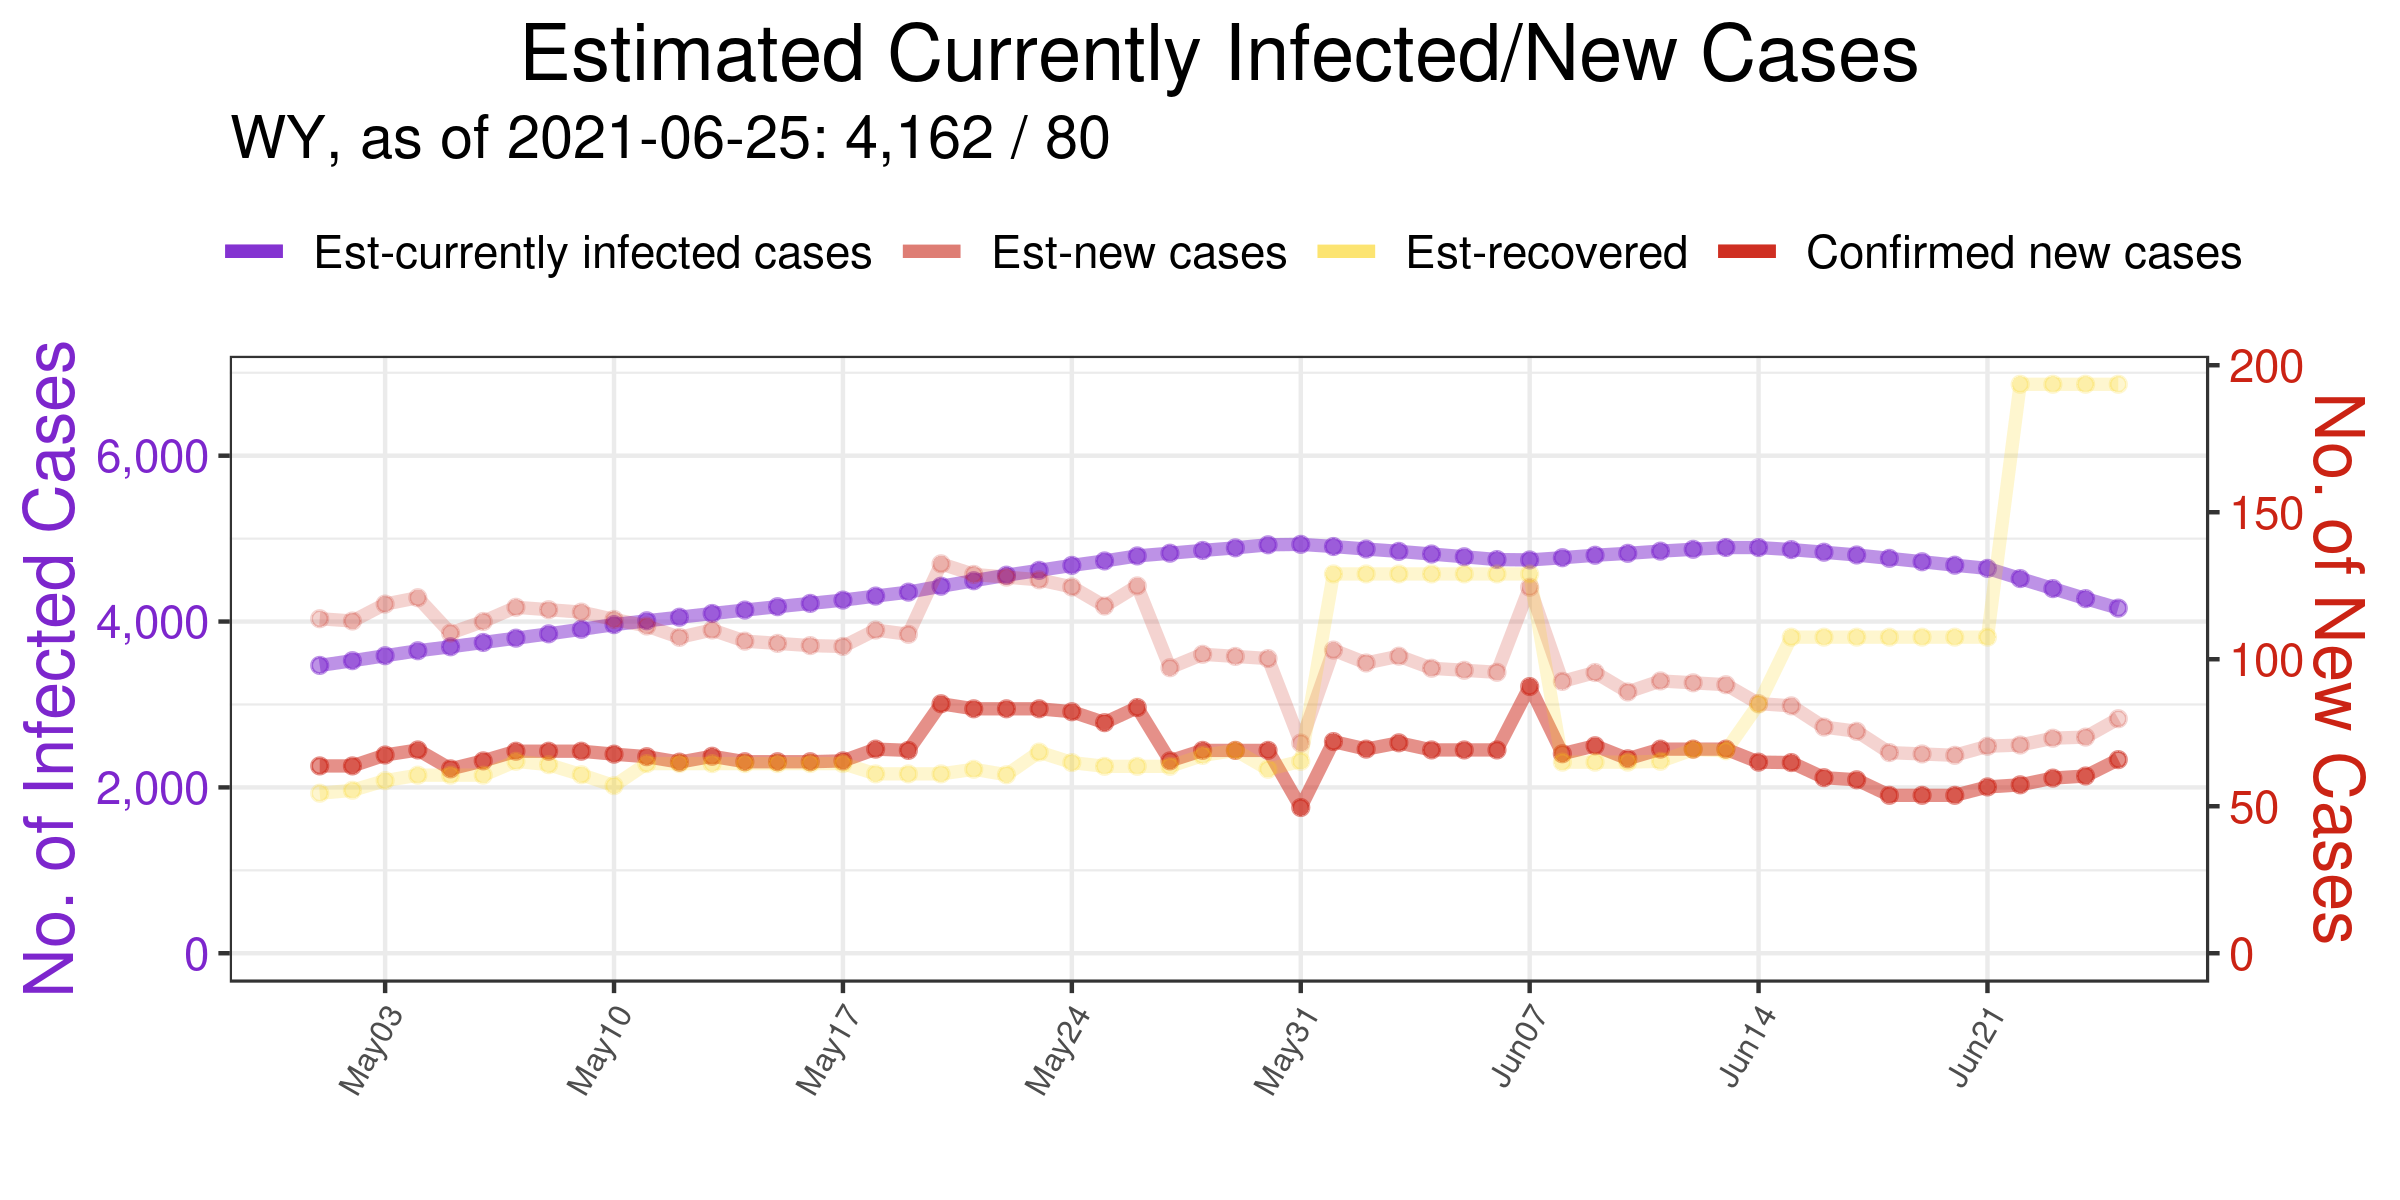 Estimated Currently Infected/New Cases
WY, as of 2021-06-25: 4,162 / 80
Est-currently infected cases Est-new cases Est-recovered Confirmed new cases
No. of Infected Cases
6,000
4,000
2,000
0
200
150
100
50
0
No. of New Cases
May03 May10 May17 May24 May31 Jun07 Jun14 Jun21